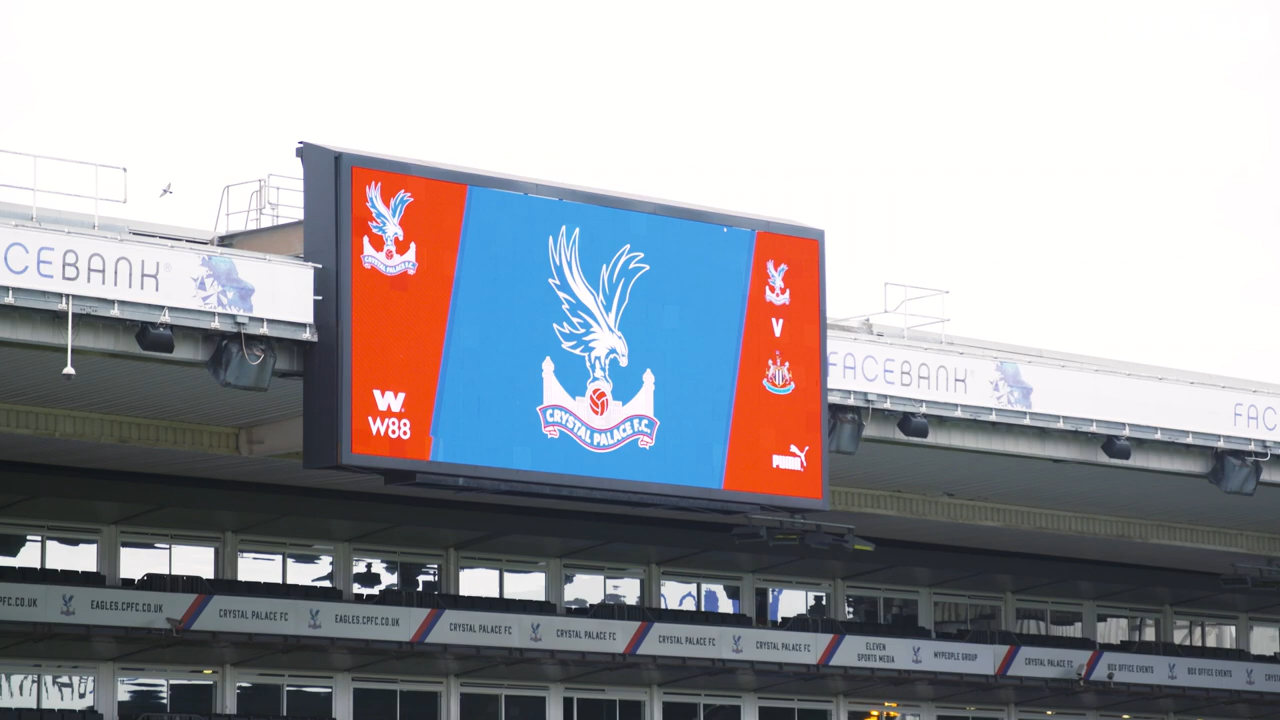 CEBANK
FACEBANK
FAC
CRYSTAL PALACE F.C.
W
W88
CRYSTAL PALACE F.C.
V
PUMA
PFC.CO.UK
EAGLES.CPFC.CO.UK
CRYSTAL PALACE FC
EAGLES.CPFC.CO.UK
CRYSTAL PALACE FC
CRYSTAL PALACE FC
CRYSTAL PALACE FC
CRYSTAL PALACE FC
ELEVEN
SPORTS MEDIA
MYPEOPLE GROUP
CRYSTAL PALACE FC
BOX OFFICE EVENTS
BOX OFFICE EVENTS